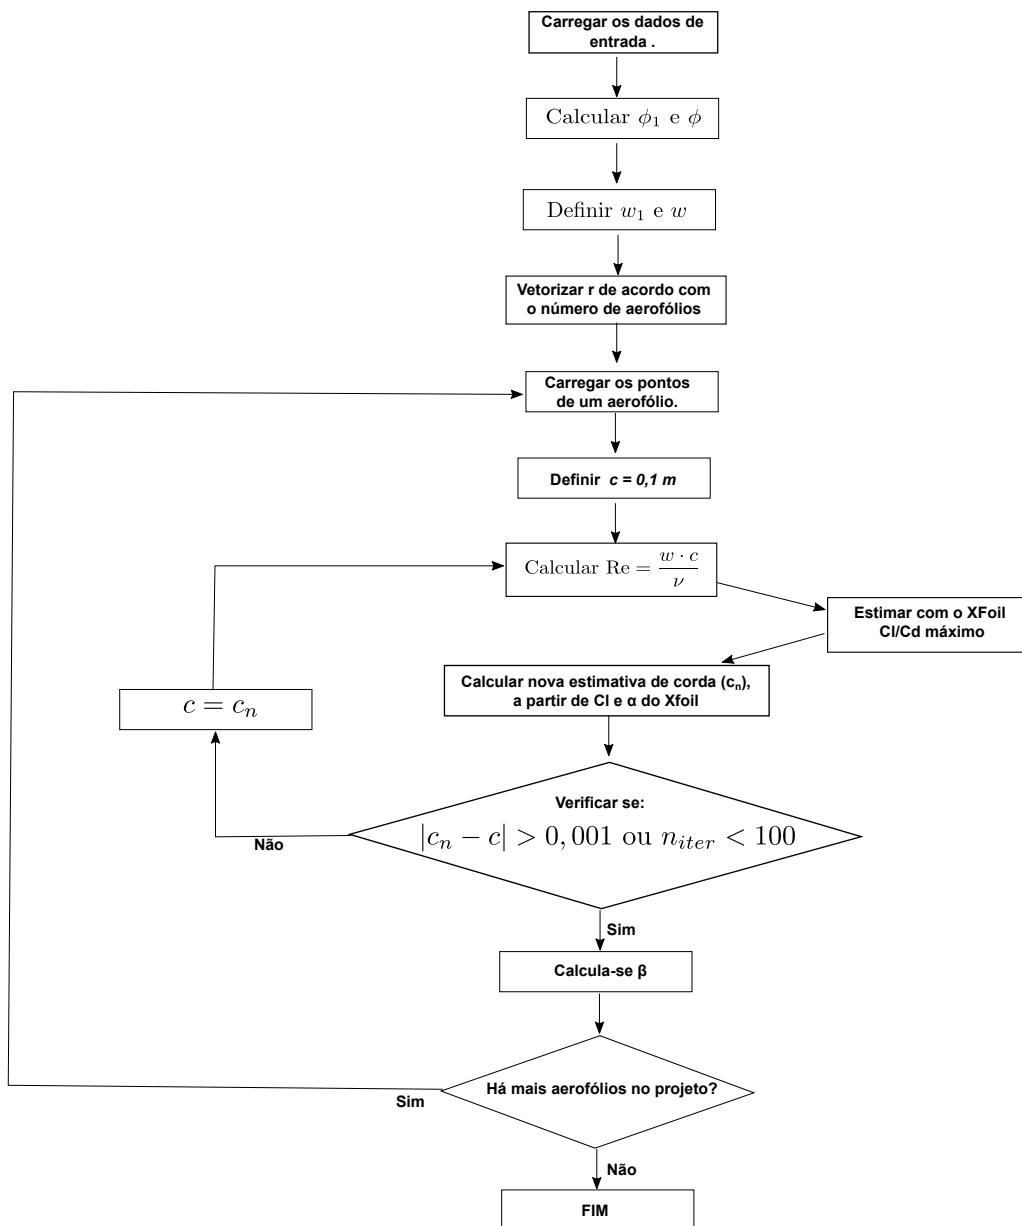 Carregar os dados de
entrada .
Calcular ϕ₁ e ϕ
Definir w₁ e w
Vetorizar r de acordo com
o número de aerofólios
Carregar os pontos
de um aerofólio.
Definir c = 0,1 m
Calcular Re = w · c / ν
Estimar com o XFoil
Cl/Cd máximo
Calcular nova estimativa de corda (cₙ),
a partir de Cl e α do Xfoil
c = cₙ
Verificar se:
|cₙ − c| > 0,001 ou n_{iter} < 100
Não
Sim
Calcula-se β
Há mais aerofólios no projeto?
Sim
Não
FIM